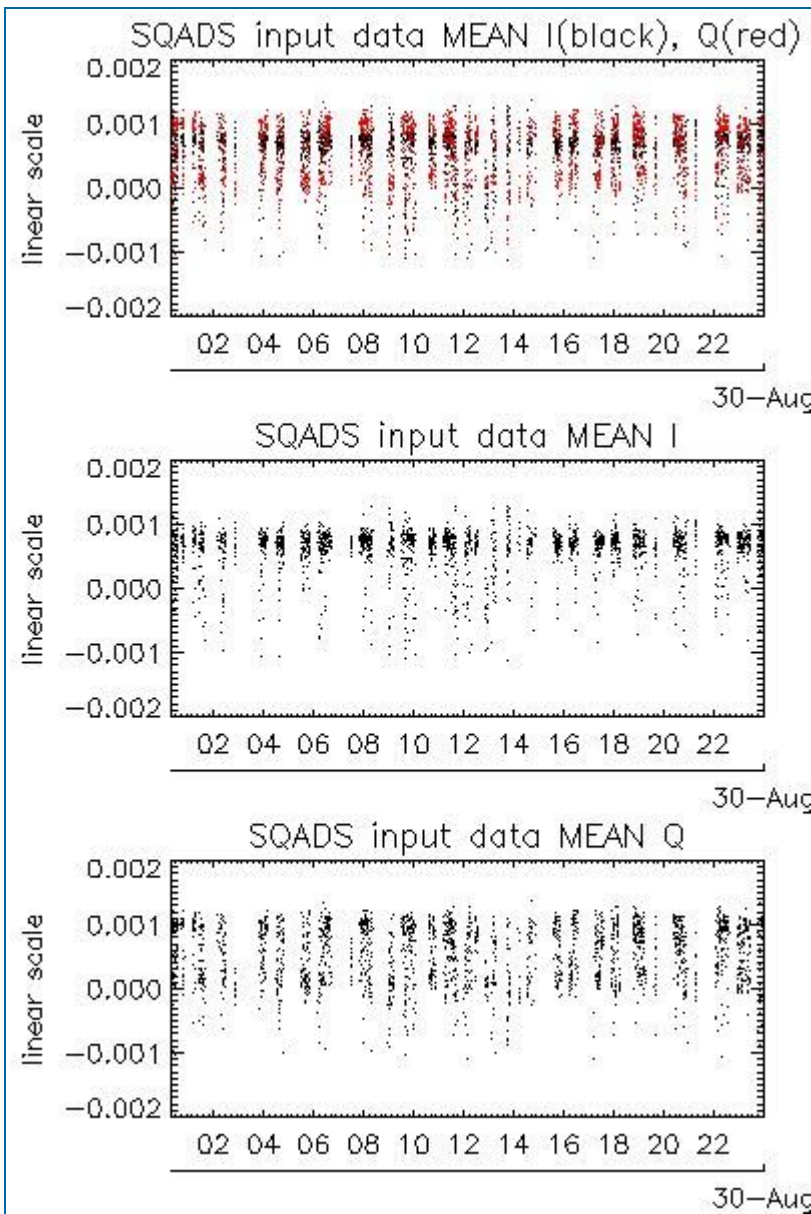 SQADS input data MEAN I(black), Q(red)
linear scale
0.002
0.001
0.000
−0.001
−0.002
02 04 06 08 10 12 14 16 18 20 22
30−Aug
SQADS input data MEAN I
linear scale
0.002
0.001
0.000
−0.001
−0.002
02 04 06 08 10 12 14 16 18 20 22
30−Aug
SQADS input data MEAN Q
linear scale
0.002
0.001
0.000
−0.001
−0.002
02 04 06 08 10 12 14 16 18 20 22
30−Aug